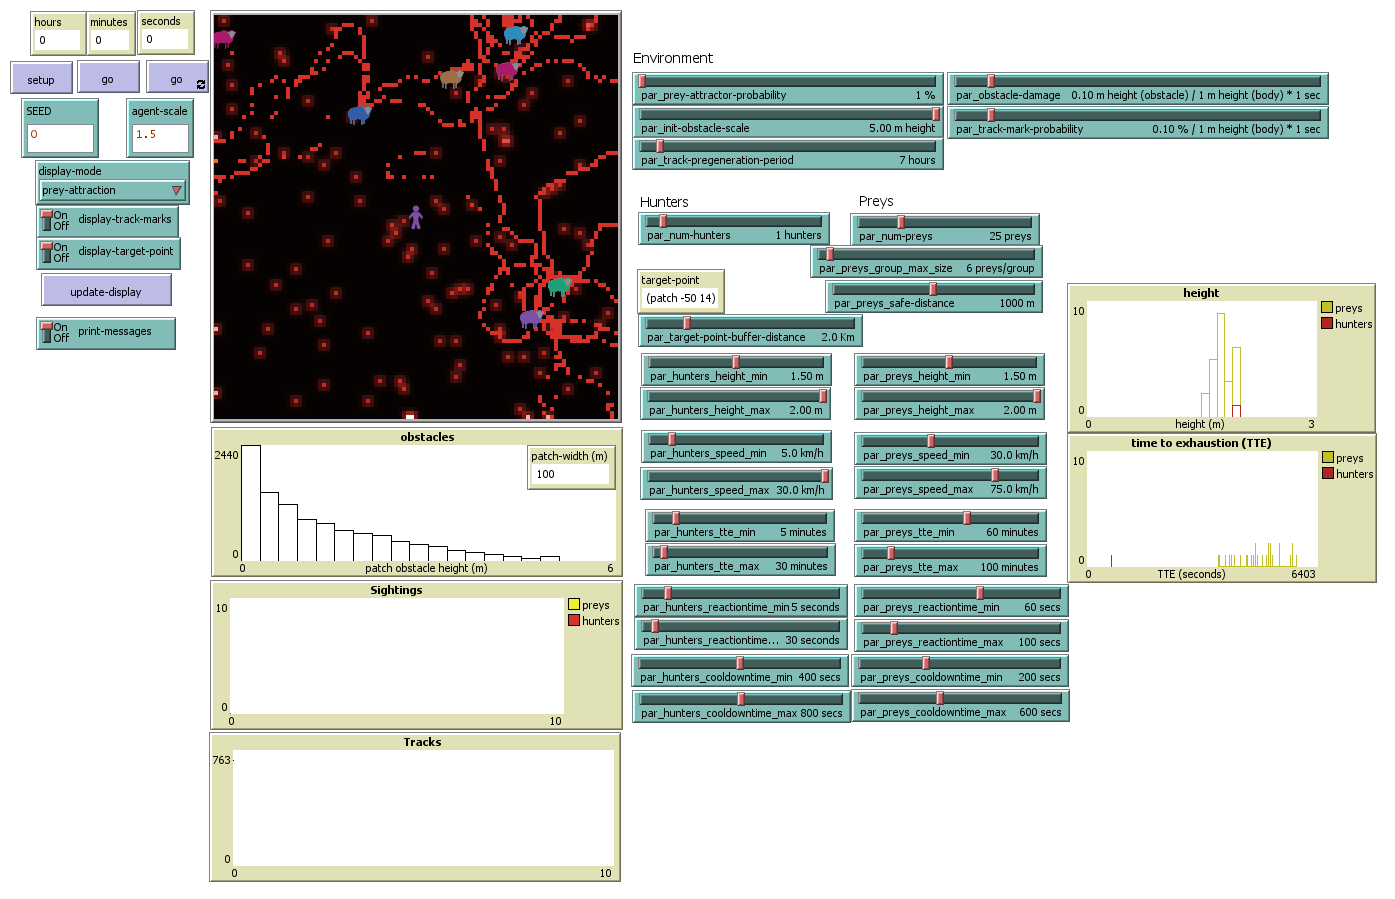 hours
0
minutes
0
seconds
0
setup
go
go
SEED
0
agent-scale
1.5
display-mode
prey-attraction
On
Off
display-track-marks
On
Off
display-target-point
update-display
On
Off
print-messages
Environment
par_prey-attractor-probability 1 %
par_init-obstacle-scale 5.00 m height
par_track-pregeneration-period 7 hours
par_obstacle-damage 0.10 m height (obstacle) / 1 m height (body) * 1 sec
par_track-mark-probability 0.10 % / 1 m height (body) * 1 sec
Hunters
par_num-hunters 1 hunters
Preys
par_num-preys 25 preys
par_preys_group_max_size 6 preys/group
par_preys_safe-distance 1000 m
target-point
(patch -50 14)
par_target-point-buffer-distance 2.0 Km
par_hunters_height_min 1.50 m
par_hunters_height_max 2.00 m
par_hunters_speed_min 5.0 km/h
par_hunters_speed_max 30.0 km/h
par_hunters_tte_min 5 minutes
par_hunters_tte_max 30 minutes
par_hunters_reactiontime_min 5 seconds
par_hunters_reactiontime... 30 seconds
par_hunters_cooldowntime_min 400 secs
par_hunters_cooldowntime_max 800 secs
par_preys_height_min 1.50 m
par_preys_height_max 2.00 m
par_preys_speed_min 30.0 km/h
par_preys_speed_max 75.0 km/h
par_preys_tte_min 60 minutes
par_preys_tte_max 100 minutes
par_preys_reactiontime_min 60 secs
par_preys_reactiontime_max 100 secs
par_preys_cooldowntime_min 200 secs
par_preys_cooldowntime_max 600 secs
height
10
0
0
height (m)
3
preys
hunters
time to exhaustion (TTE)
10
0
0
TTE (seconds)
6403
preys
hunters
obstacles
2440
0
0
patch obstacle height (m)
6
patch-width (m)
100
Sightings
10
0
0
10
preys
hunters
Tracks
763
0
0
10